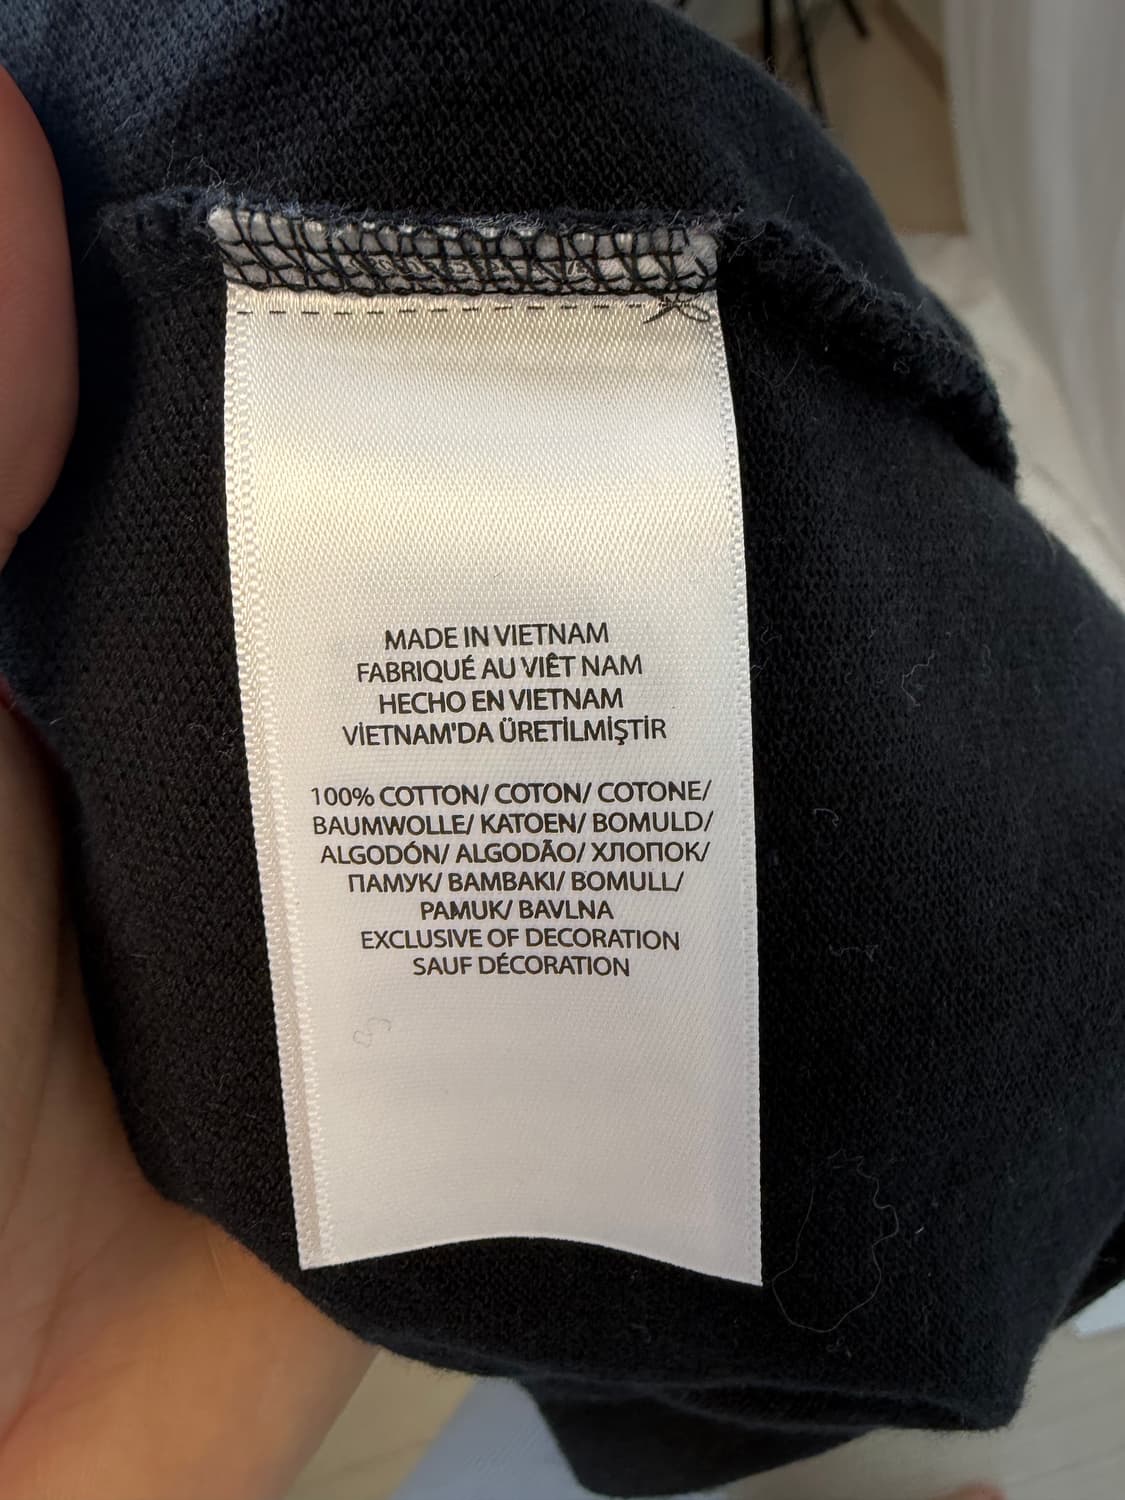 MADE IN VIETNAM
FABRIQUÉ AU VIÊT NAM
HECHO EN VIETNAM
VİETNAM'DA ÜRETİLMİŞTİR
100% COTTON/ COTON/ COTONE/
BAUMWOLLE/ KATOEN/ BOMULD/
ALGODÓN/ ALGODÃO/ ХЛОПОК/
ПАМУК/ BAMBAKI/ BOMULL/
PAMUK/ BAVLNA
EXCLUSIVE OF DECORATION
SAUF DÉCORATION